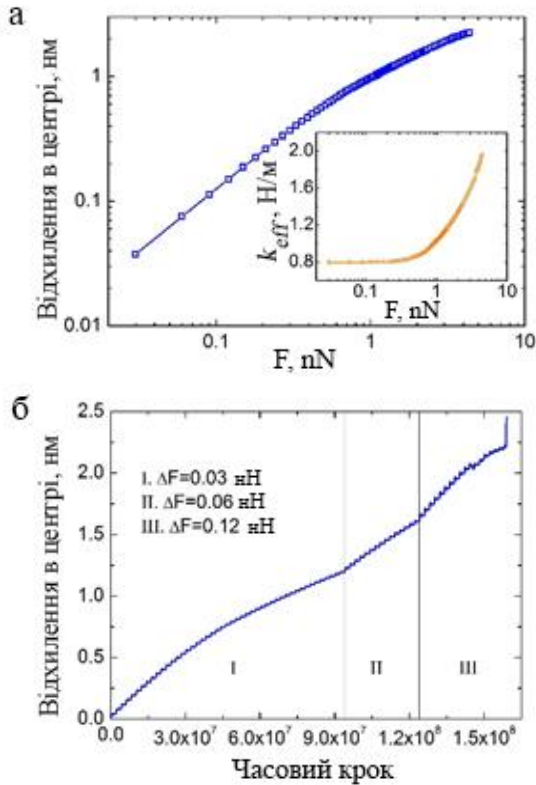 а
Відхилення в центрі, нм
1
0.1
0.01
0.1
1
10
F, nN
k_eff, Н/м
2.0
1.6
1.2
0.8
0.1
1
10
F, nN
б
Відхилення в центрі, нм
2.5
2.0
1.5
1.0
0.5
0.0
I. ΔF=0.03 нН
II. ΔF=0.06 нН
III. ΔF=0.12 нН
I
II
III
0.0
3.0x10⁷
6.0x10⁷
9.0x10⁷
1.2x10⁸
1.5x10⁸
Часовий крок